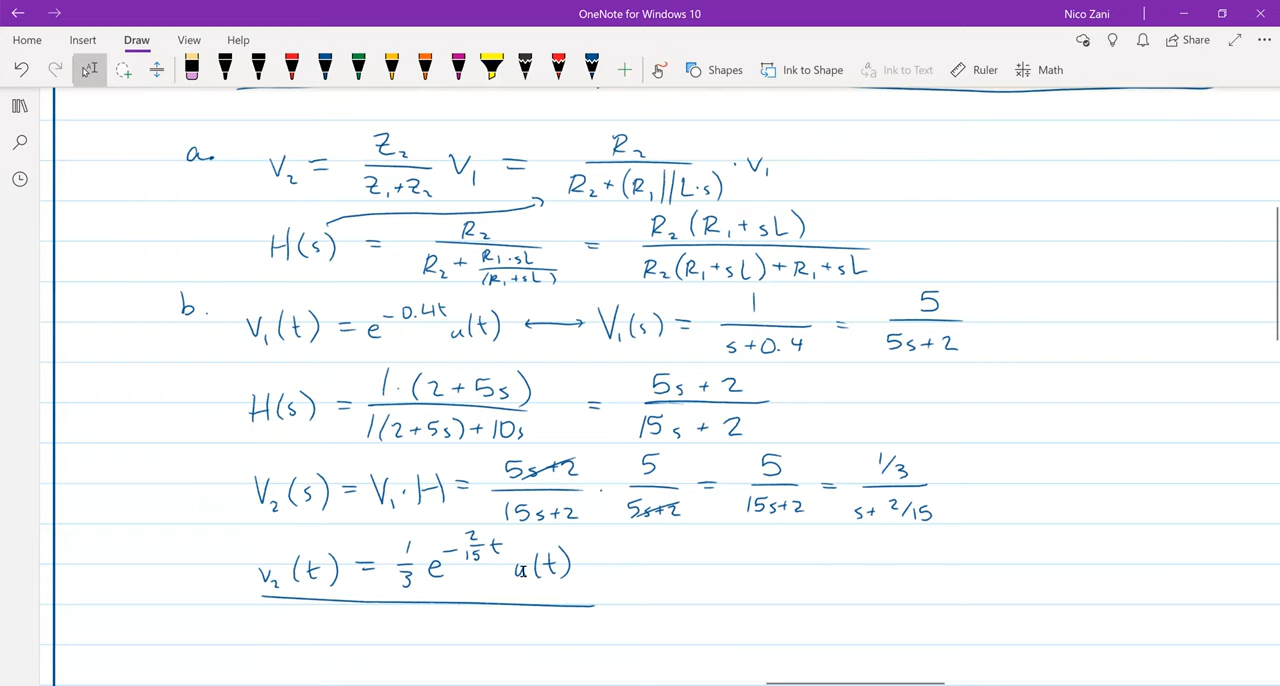 OneNote for Windows 10
Nico Zani
Home Insert Draw View Help
Share
Shapes Ink to Shape Ink to Text Ruler Math
a. V₂ = Z₂/(Z₁+Z₂) V₁ = R₂/(R₂+(R₁||L·s)) · V₁
H(s) = R₂/(R₂ + R₁·sL/(R₁+sL)) = R₂(R₁+sL)/(R₂(R₁+sL)+R₁+sL)
b. V₁(t) = e^(-0.4t) u(t) ⟷ V₁(s) = 1/(s+0.4) = 5/(5s+2)
H(s) = 1·(2+5s)/(1(2+5s)+10s) = (5s+2)/(15s+2)
V₂(s) = V₁·H = (5s+2)/(15s+2) · 5/(5s+2) = 5/(15s+2) = (1/3)/(s+2/15)
v₂(t) = 1/3 e^(-2/15 t) u(t)